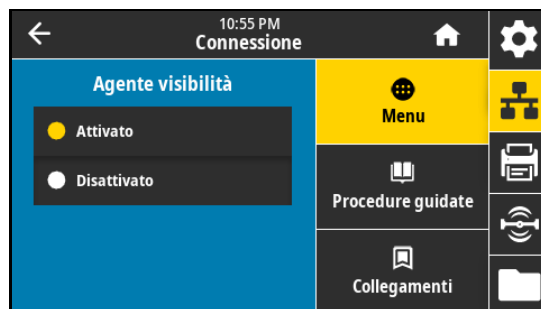 10:55 PM
Connessione
Agente visibilità
Attivato
Disattivato
Menu
Procedure guidate
Collegamenti